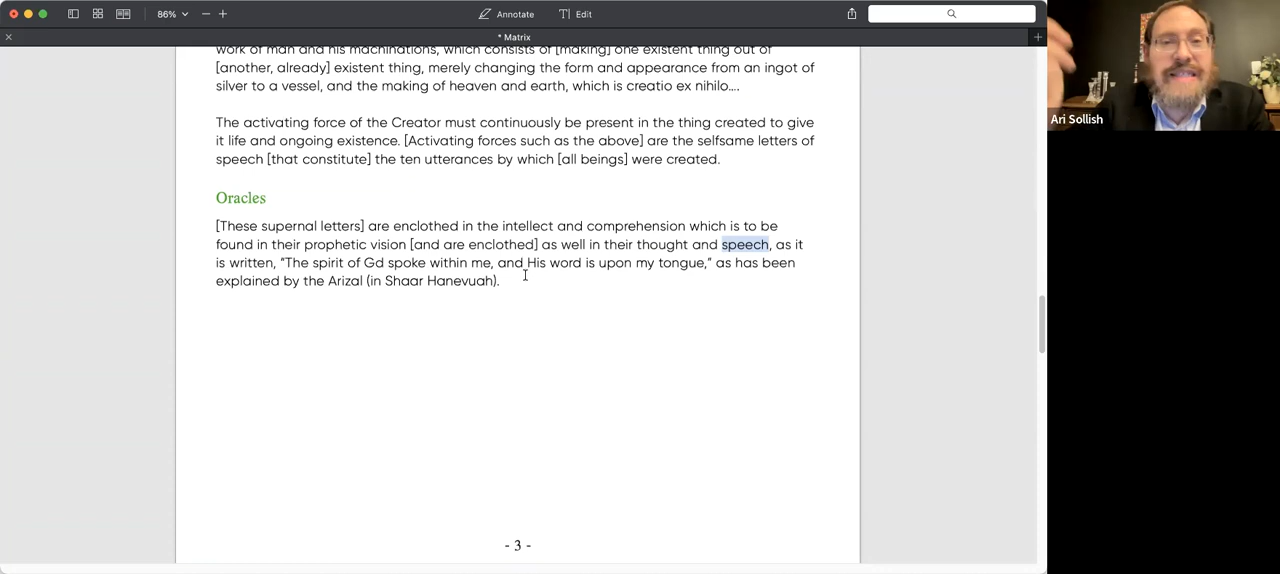 86%
Annotate
Edit
* Matrix
work of man and his machinations, which consists of [making] one existent thing out of
[another, already] existent thing, merely changing the form and appearance from an ingot of
silver to a vessel, and the making of heaven and earth, which is creatio ex nihilo....
The activating force of the Creator must continuously be present in the thing created to give
it life and ongoing existence. [Activating forces such as the above] are the selfsame letters of
speech [that constitute] the ten utterances by which [all beings] were created.
Oracles
[These supernal letters] are enclothed in the intellect and comprehension which is to be
found in their prophetic vision [and are enclothed] as well in their thought and speech, as it
is written, "The spirit of Gd spoke within me, and His word is upon my tongue," as has been
explained by the Arizal (in Shaar Hanevuah).
- 3 -
Ari Sollish